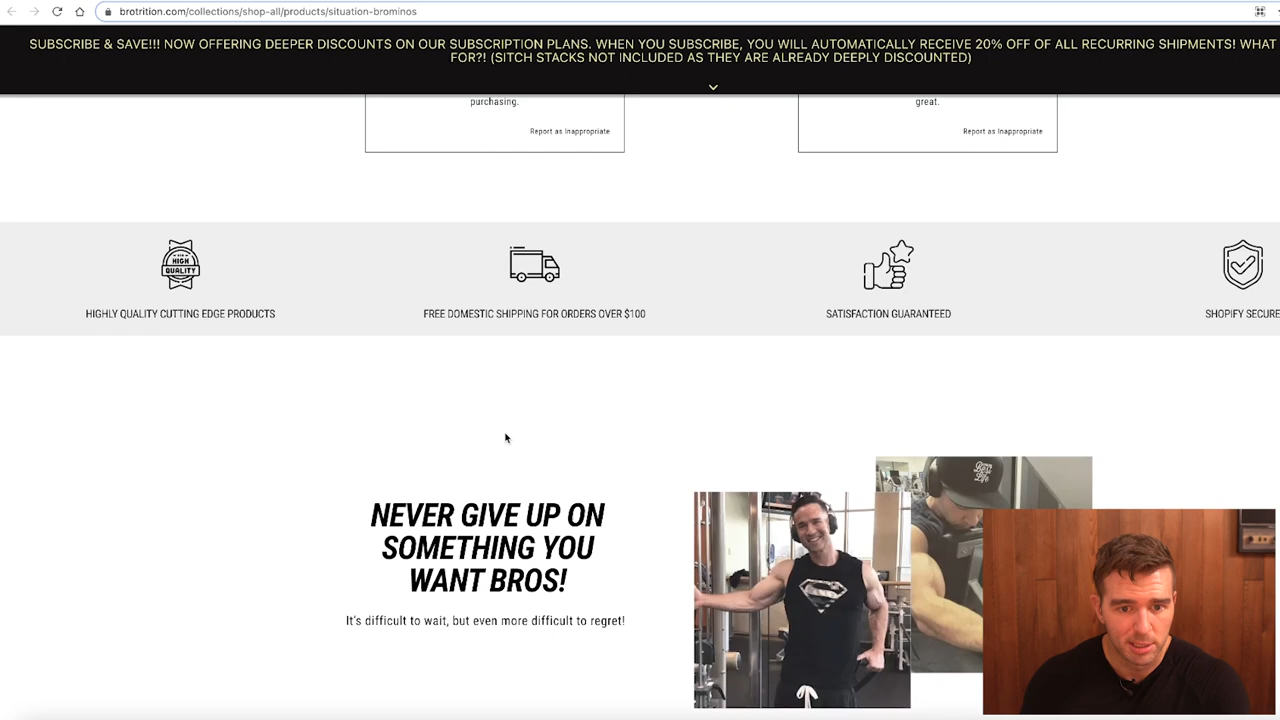 brotrition.com/collections/shop-all/products/situation-brominos
SUBSCRIBE & SAVE!!! NOW OFFERING DEEPER DISCOUNTS ON OUR SUBSCRIPTION PLANS. WHEN YOU SUBSCRIBE, YOU WILL AUTOMATICALLY RECEIVE 20% OFF OF ALL RECURRING SHIPMENTS! WHAT
FOR?! (SITCH STACKS NOT INCLUDED AS THEY ARE ALREADY DEEPLY DISCOUNTED)
purchasing.
great.
Report as Inappropriate
Report as Inappropriate
HIGH
QUALITY
HIGHLY QUALITY CUTTING EDGE PRODUCTS
FREE DOMESTIC SHIPPING FOR ORDERS OVER $100
SATISFACTION GUARANTEED
SHOPIFY SECURE
NEVER GIVE UP ON
SOMETHING YOU
WANT BROS!
It's difficult to wait, but even more difficult to regret!